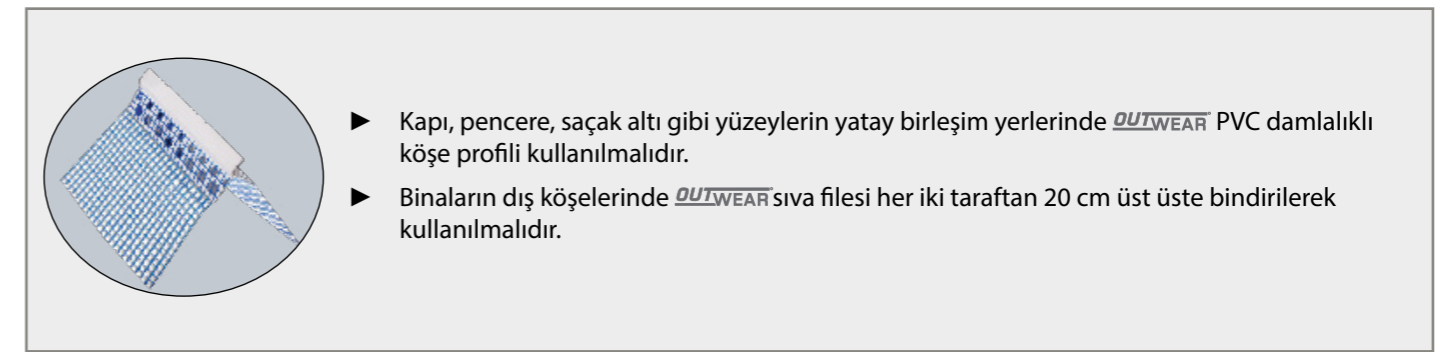 ► Kapı, pencere, saçak altı gibi yüzeylerin yatay birleşim yerlerinde OUTWEAR PVC damlalıklı
köşe profili kullanılmalıdır.
► Binaların dış köşelerinde OUTWEAR sıva filesi her iki taraftan 20 cm üst üste bindirilerek
kullanılmalıdır.